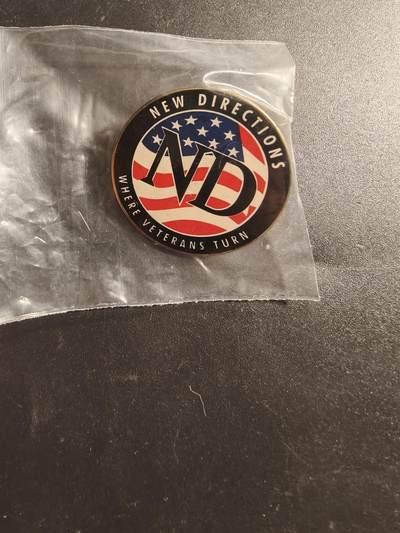 NEW DIRECTIONS
ND
WHERE VETERANS TURN